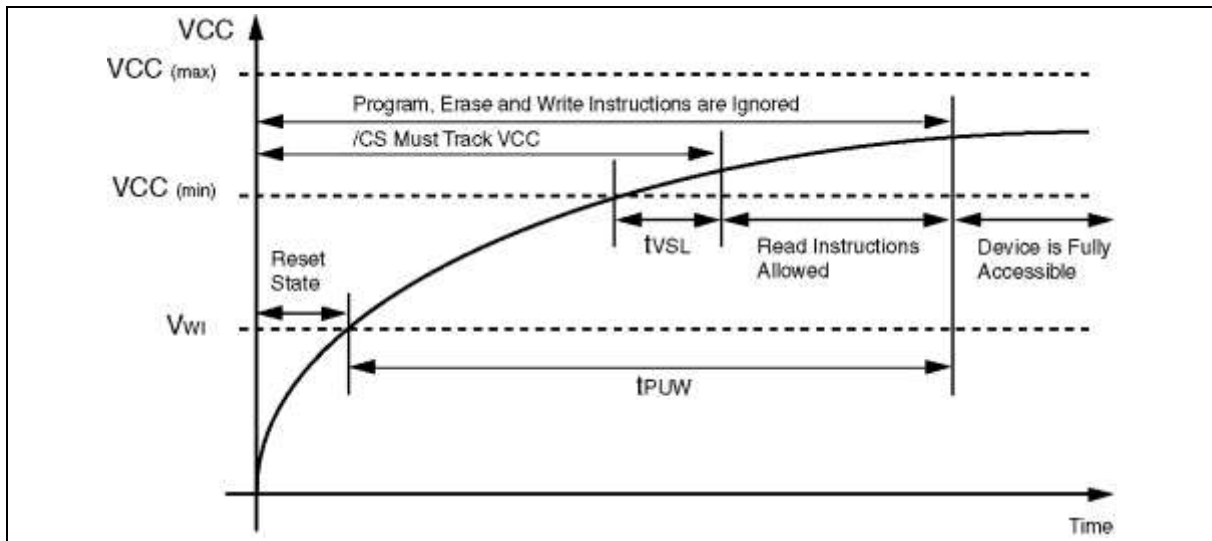 VCC
VCC (max)
Program, Erase and Write Instructions are Ignored
/CS Must Track VCC
VCC (min)
tVSL
Read Instructions
Allowed
Device is Fully
Accessible
Reset
State
VWI
tPUW
Time